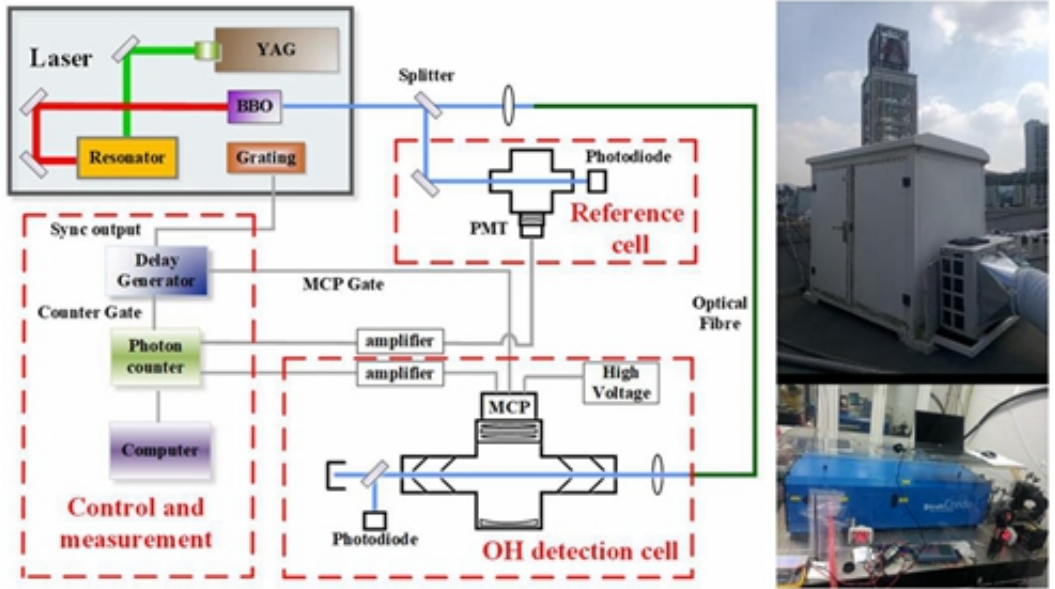 Laser
YAG
BBO
Resonator
Grating
Splitter
Photodiode
PMT
Reference
cell
Sync output
Delay
Generator
MCP Gate
Counter Gate
Photon
counter
amplifier
amplifier
Computer
Control and
measurement
Optical
Fibre
High
Voltage
MCP
Photodiode
OH detection cell